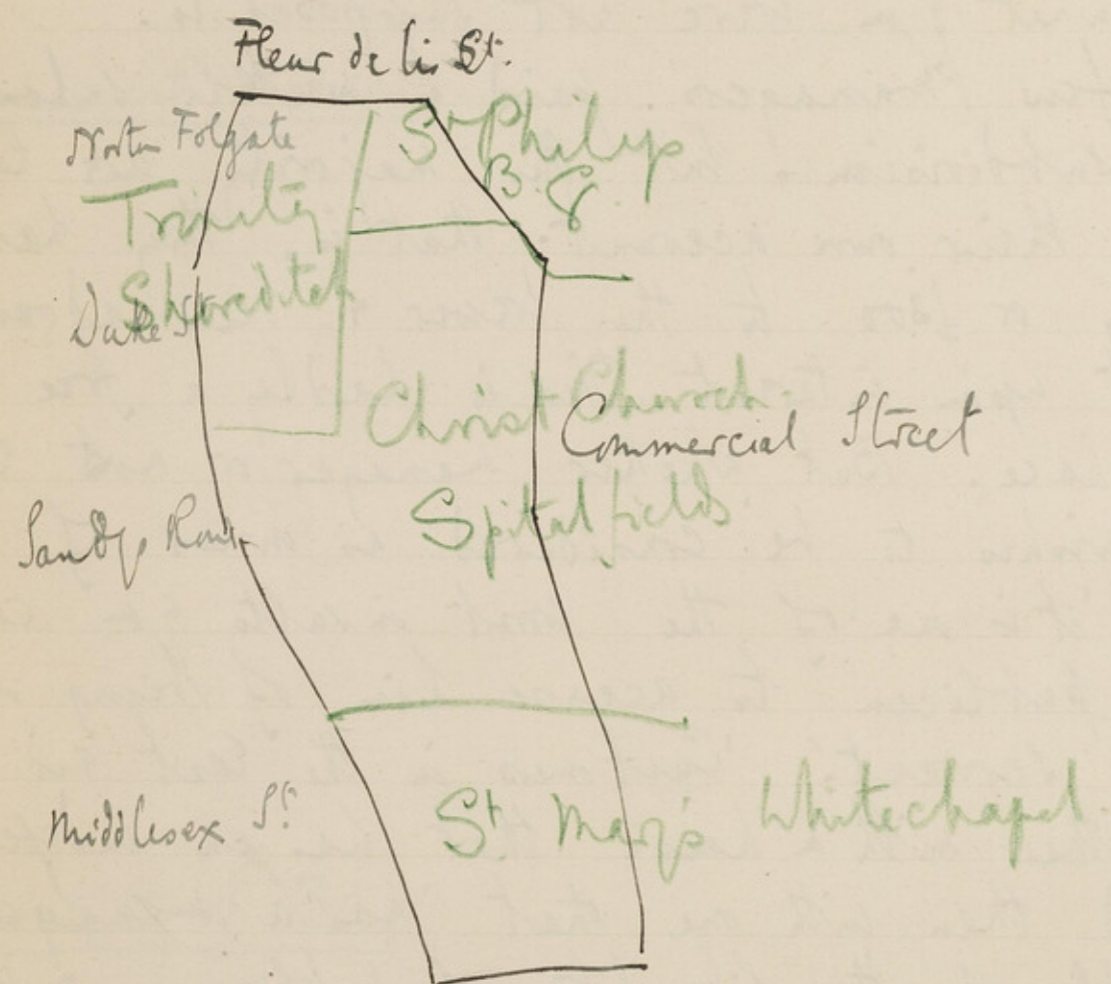 Fleur de lis St.
Norton Folgate
St Philip
B. G.
Trinity
Shoreditch
Duke St
Christ Church
Commercial Street
Spitalfields
Sandys Row
Middlesex St
St Mary's Whitechapel